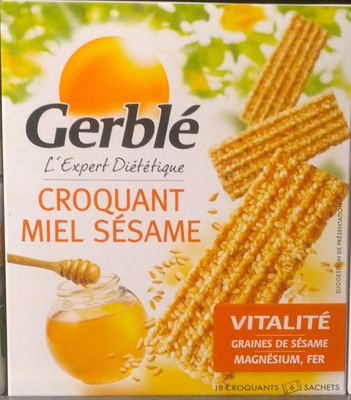 Gerblé
L'Expert Diététique
CROQUANT
MIEL SÉSAME
SUGGESTION DE PRÉSENTATION
VITALITÉ
GRAINES DE SÉSAME
MAGNÉSIUM, FER
18 CROQUANTS 6 SACHETS